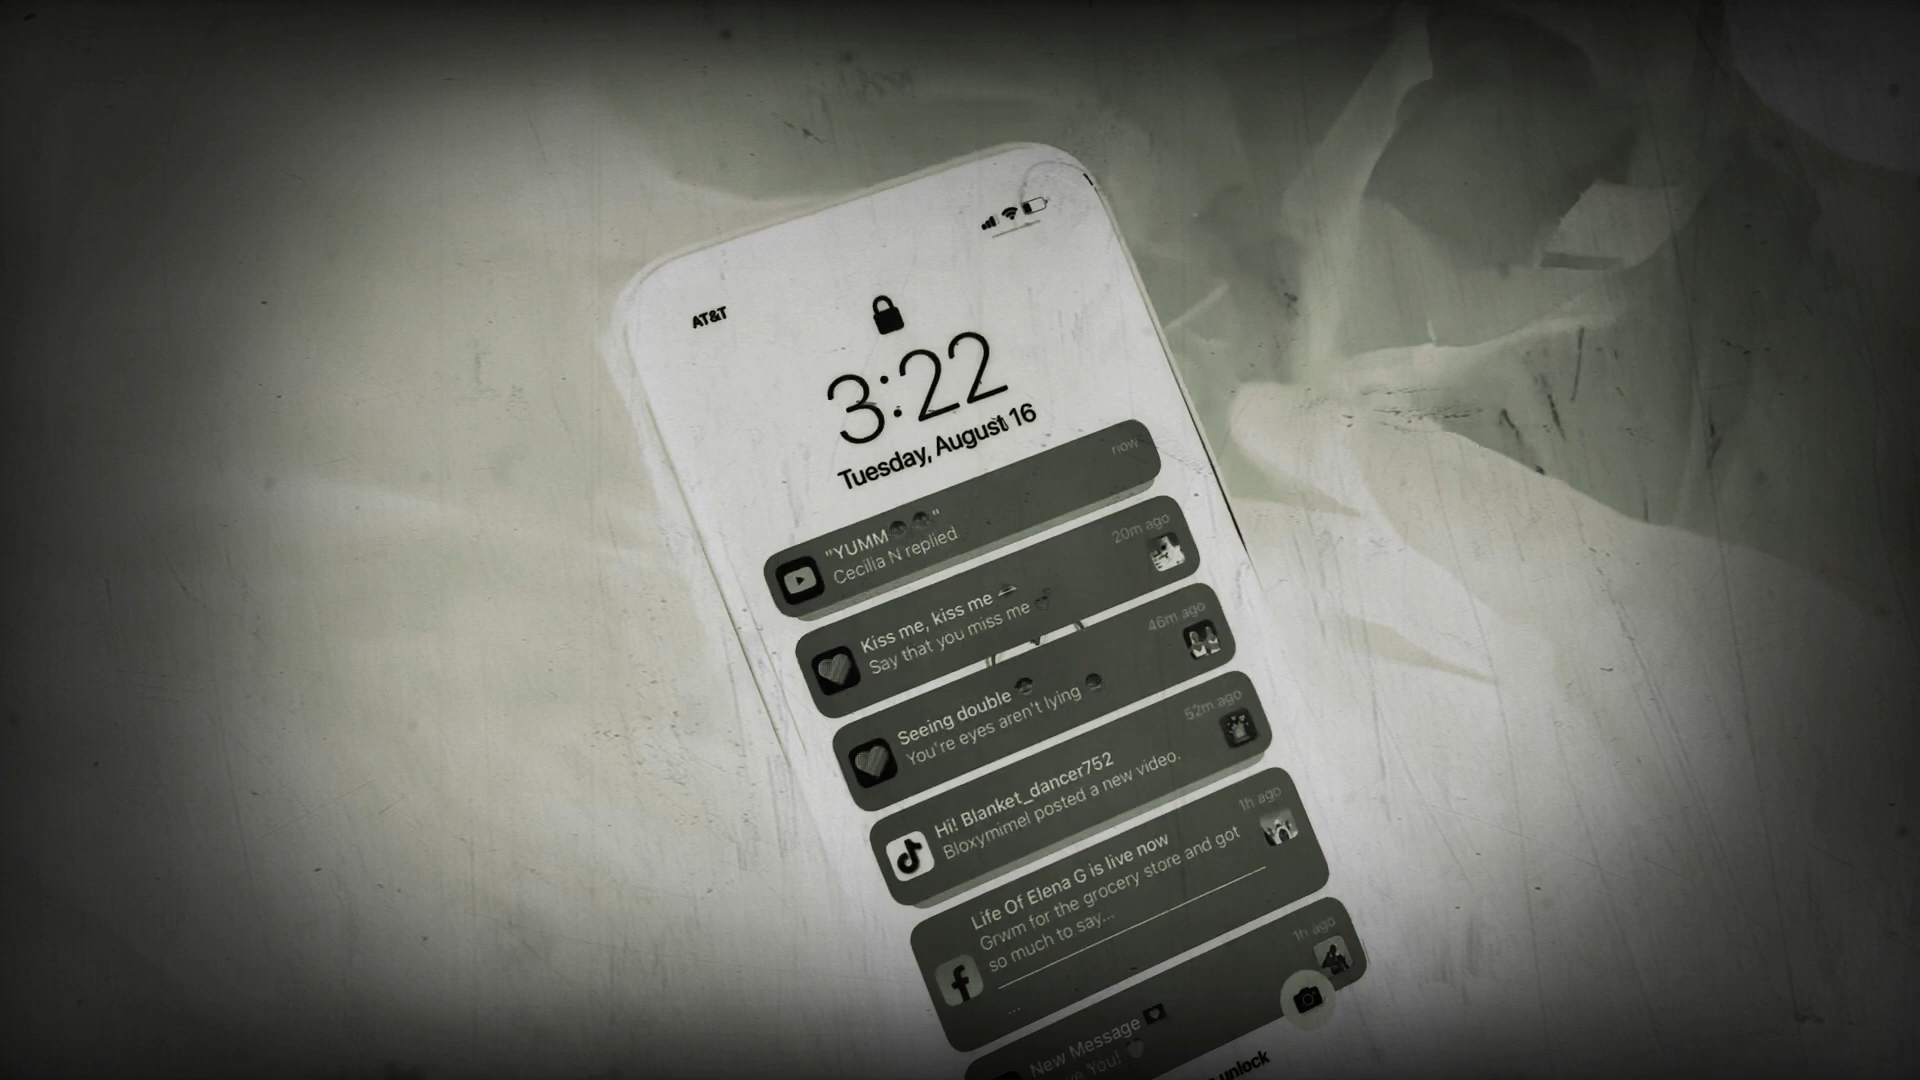 AT&T
3:22
Tuesday, August 16
now
"YUMM"
Cecilia N replied
20m ago
Kiss me, kiss me
Say that you miss me
46m ago
Seeing double
You're eyes aren't lying
52m ago
Hi! Blanket_dancer752
Bloxymimel posted a new video.
1h ago
Life Of Elena G is live now
Grwm for the grocery store and got
so much to say...
...
1h ago
New Message
You!
unlock